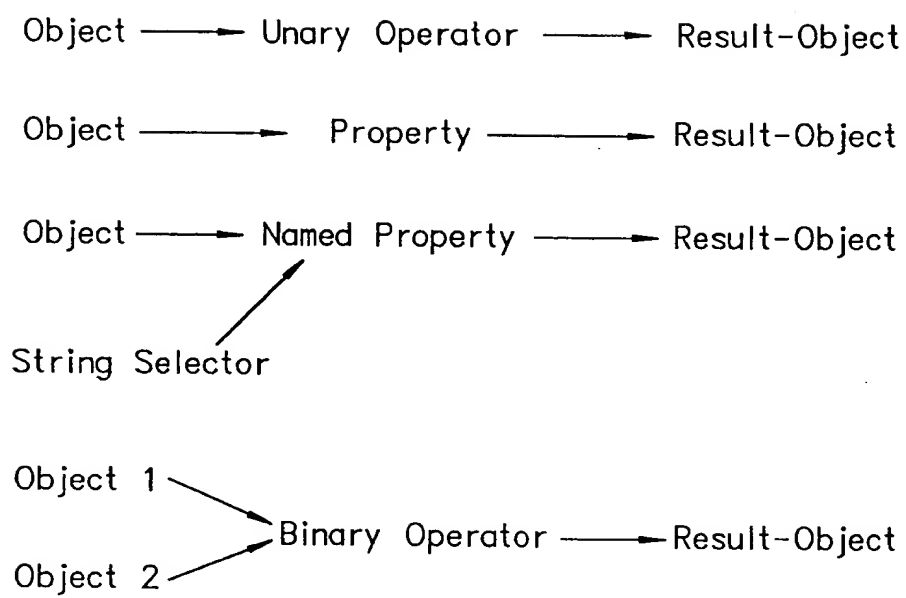 Object Unary Operator Result-Object
Object Property Result-Object
Object Named Property Result-Object
String Selector
Object 1
Binary Operator Result-Object
Object 2